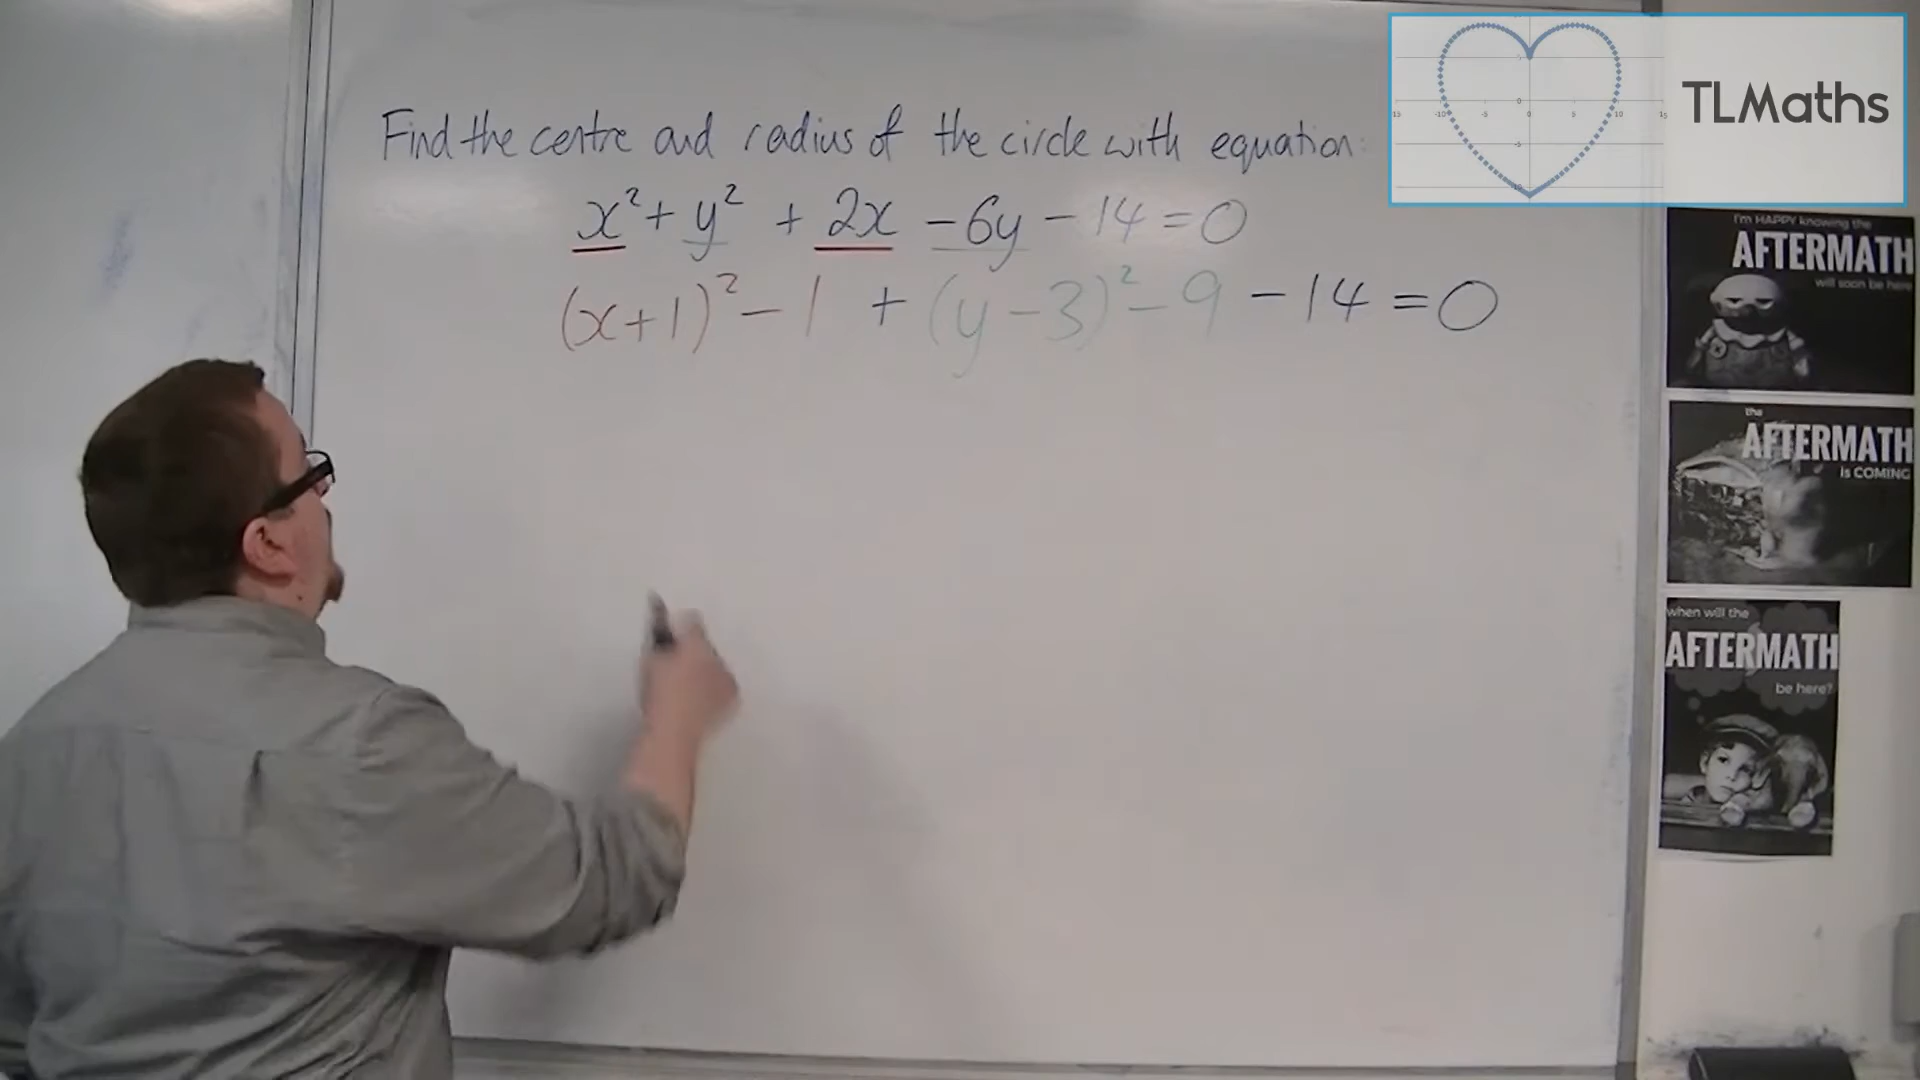 Find the centre and radius of the circle with equation:
x² + y² + 2x - 6y - 14 = 0
(x+1)² - 1 + (y-3)² - 9 - 14 = 0
TLMaths
I'm HAPPY knowing the
AFTERMATH
will soon be here
the
AFTERMATH
is COMING
when will the
AFTERMATH
be here?